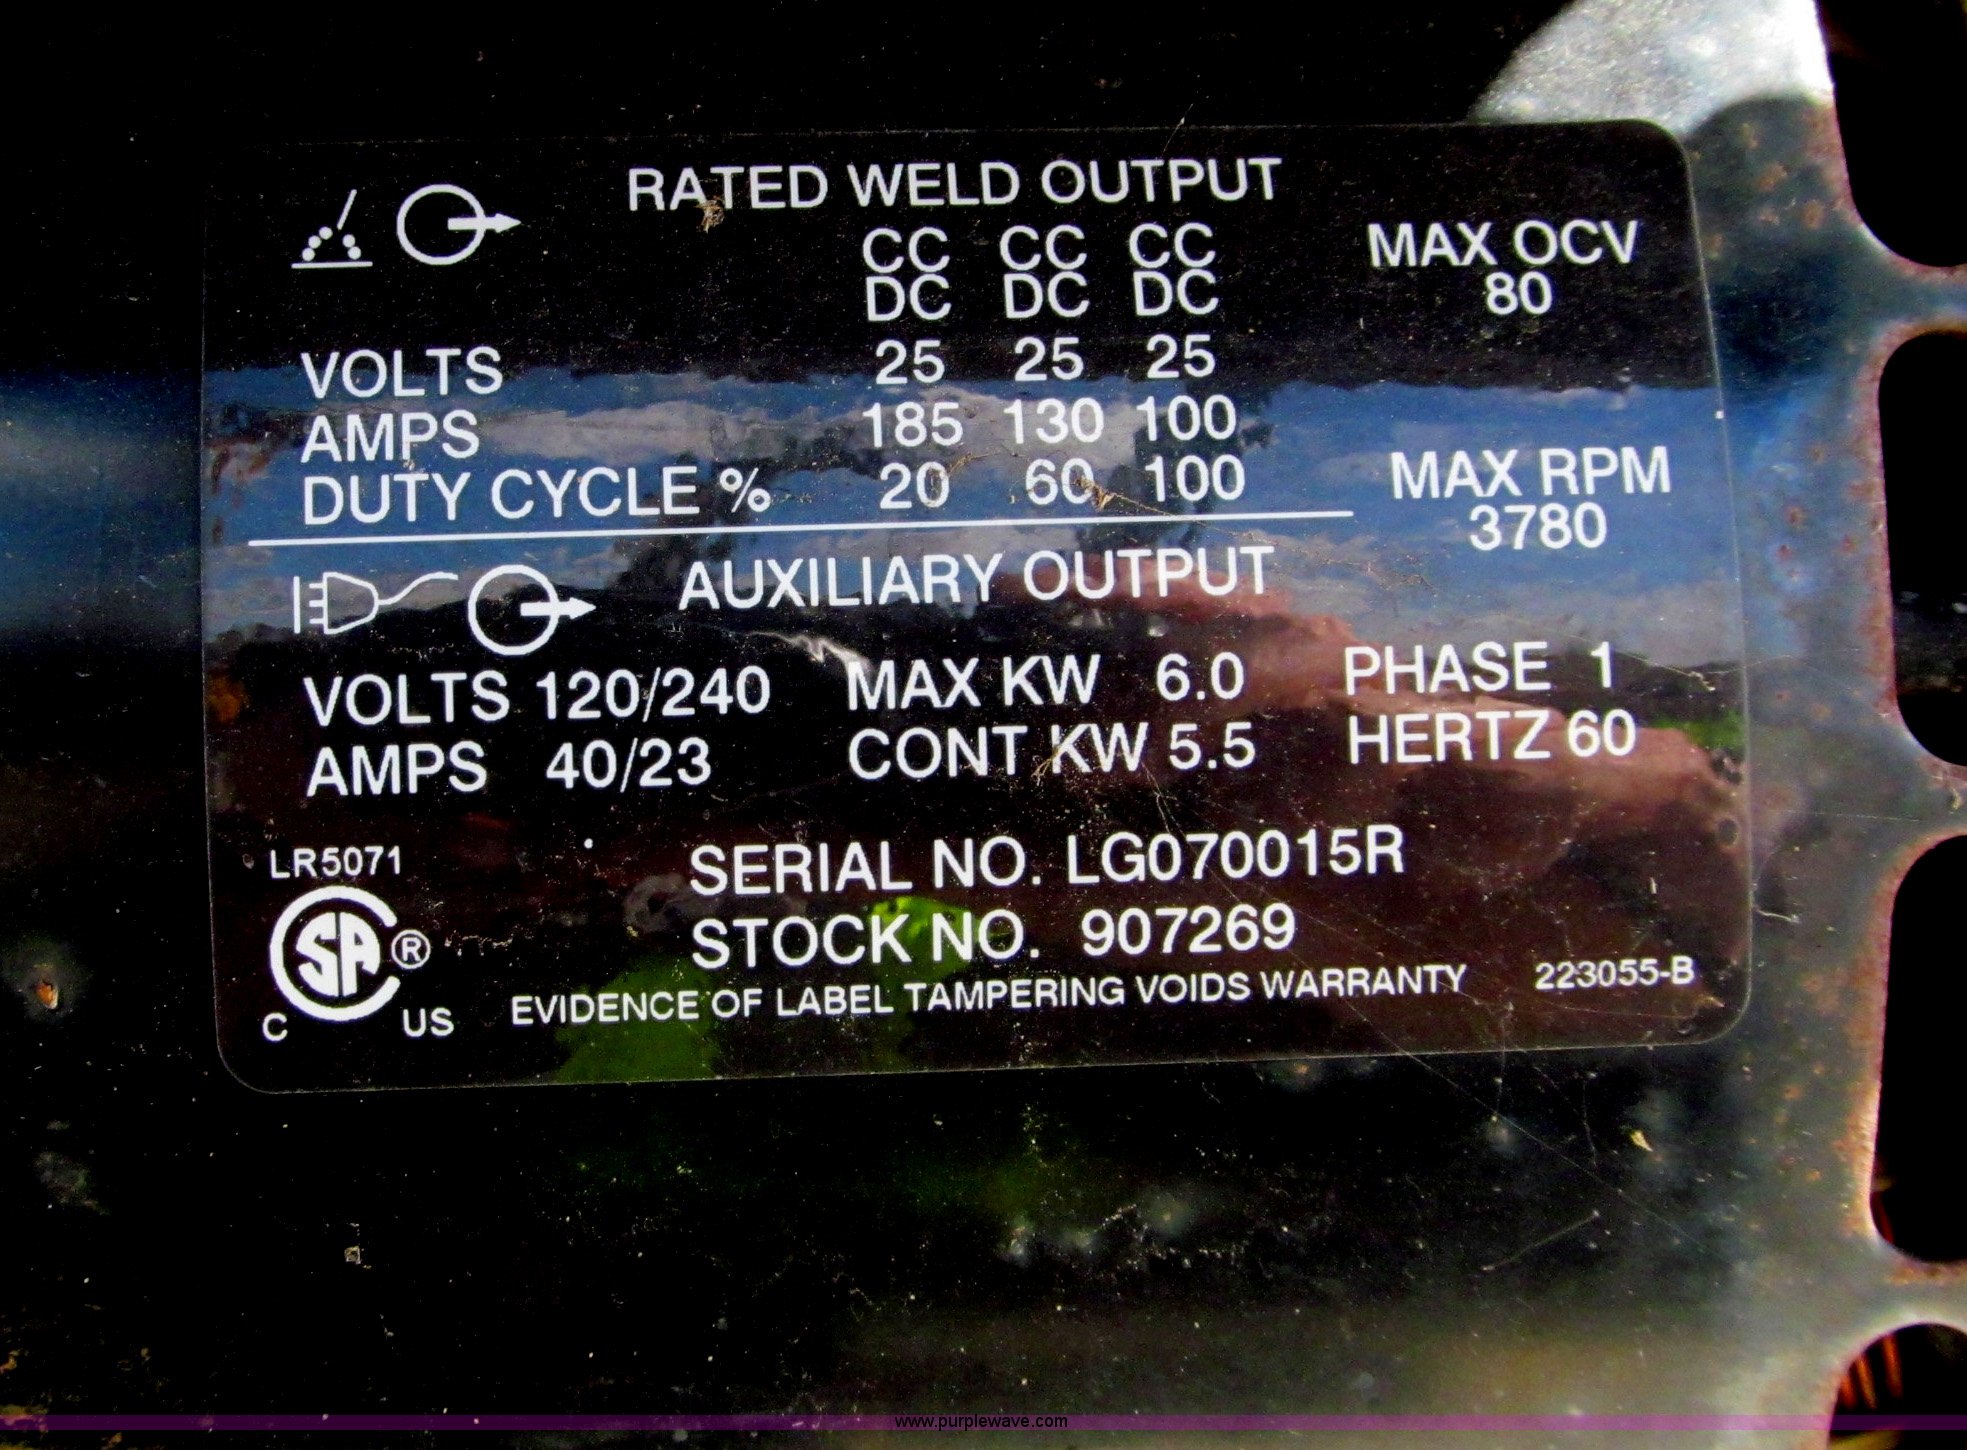 RATED WELD OUTPUT
CC CC CC
DC DC DC
MAX OCV
80
VOLTS 25 25 25
AMPS 185 130 100
DUTY CYCLE % 20 60 100
MAX RPM
3780
AUXILIARY OUTPUT
VOLTS 120/240 MAX KW 6.0 PHASE 1
AMPS 40/23 CONT KW 5.5 HERTZ 60
LR5071
SERIAL NO. LG070015R
STOCK NO. 907269
SA ®
C US
EVIDENCE OF LABEL TAMPERING VOIDS WARRANTY 223055-B
www.purplewave.com